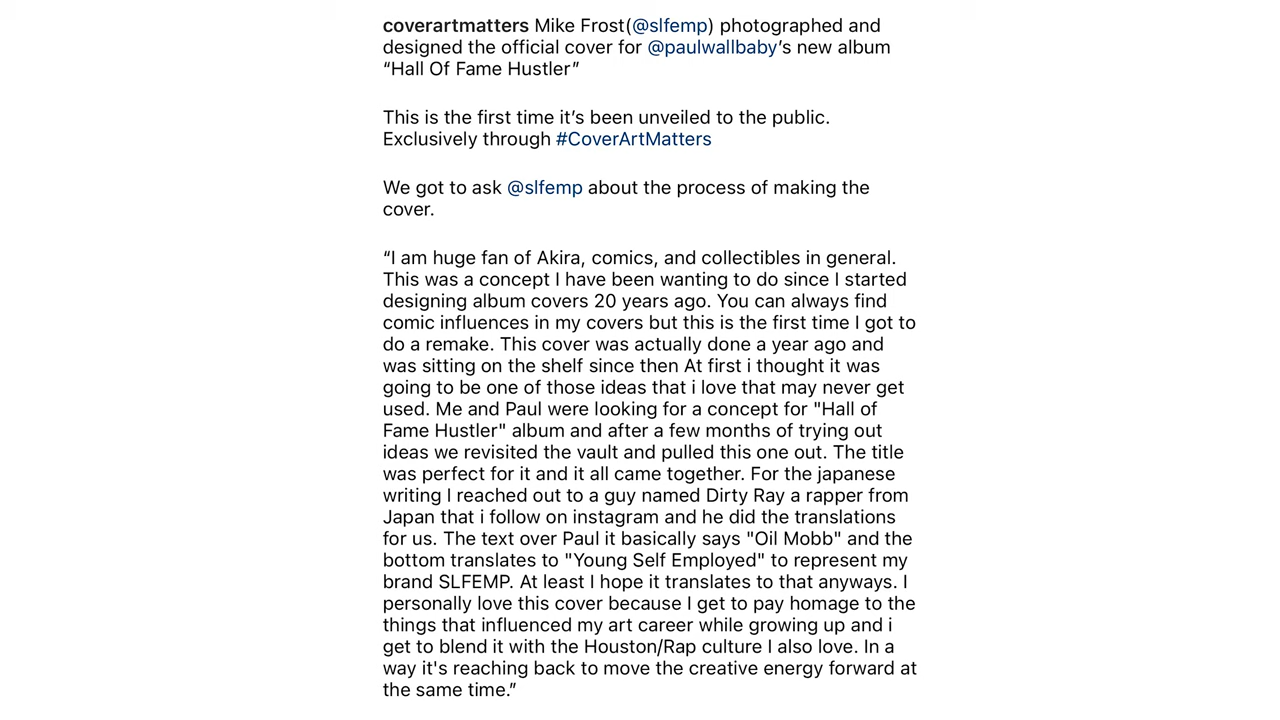 coverartmatters Mike Frost(@slfemp) photographed and
designed the official cover for @paulwallbaby’s new album
“Hall Of Fame Hustler”
This is the first time it’s been unveiled to the public.
Exclusively through #CoverArtMatters
We got to ask @slfemp about the process of making the
cover.
“I am huge fan of Akira, comics, and collectibles in general.
This was a concept I have been wanting to do since I started
designing album covers 20 years ago. You can always find
comic influences in my covers but this is the first time I got to
do a remake. This cover was actually done a year ago and
was sitting on the shelf since then At first i thought it was
going to be one of those ideas that i love that may never get
used. Me and Paul were looking for a concept for "Hall of
Fame Hustler" album and after a few months of trying out
ideas we revisited the vault and pulled this one out. The title
was perfect for it and it all came together. For the japanese
writing I reached out to a guy named Dirty Ray a rapper from
Japan that i follow on instagram and he did the translations
for us. The text over Paul it basically says "Oil Mobb" and the
bottom translates to "Young Self Employed" to represent my
brand SLFEMP. At least I hope it translates to that anyways. I
personally love this cover because I get to pay homage to the
things that influenced my art career while growing up and i
get to blend it with the Houston/Rap culture I also love. In a
way it's reaching back to move the creative energy forward at
the same time.”